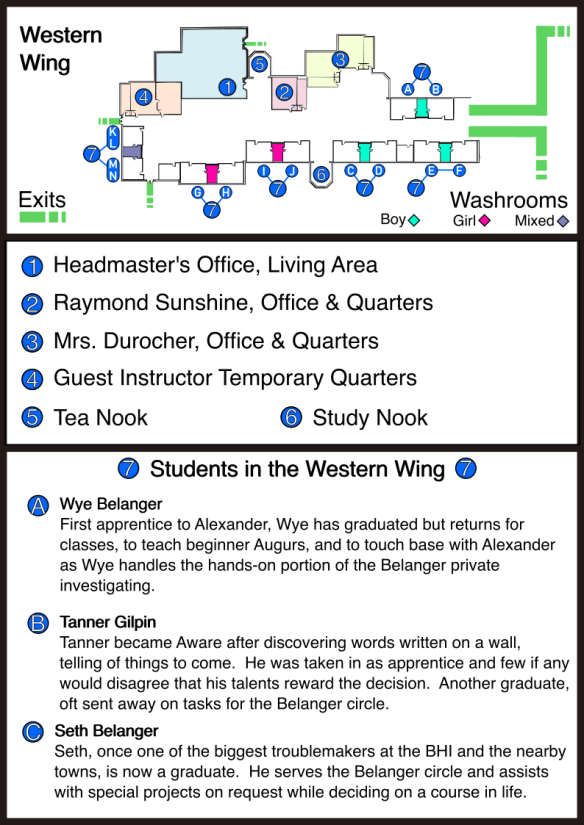 Western
Wing
1
2
3
4
5
6
7
A B
7
K
L
M
N
7
G H
7
I J
7
C D
7
E F
7
Exits
Washrooms
Boy Girl Mixed
1 Headmaster's Office, Living Area
2 Raymond Sunshine, Office & Quarters
3 Mrs. Durocher, Office & Quarters
4 Guest Instructor Temporary Quarters
5 Tea Nook 6 Study Nook
7 Students in the Western Wing 7
A Wye Belanger
First apprentice to Alexander, Wye has graduated but returns for
classes, to teach beginner Augurs, and to touch base with Alexander
as Wye handles the hands-on portion of the Belanger private
investigating.
B Tanner Gilpin
Tanner became Aware after discovering words written on a wall,
telling of things to come. He was taken in as apprentice and few if any
would disagree that his talents reward the decision. Another graduate,
oft sent away on tasks for the Belanger circle.
C Seth Belanger
Seth, once one of the biggest troublemakers at the BHI and the nearby
towns, is now a graduate. He serves the Belanger circle and assists
with special projects on request while deciding on a course in life.